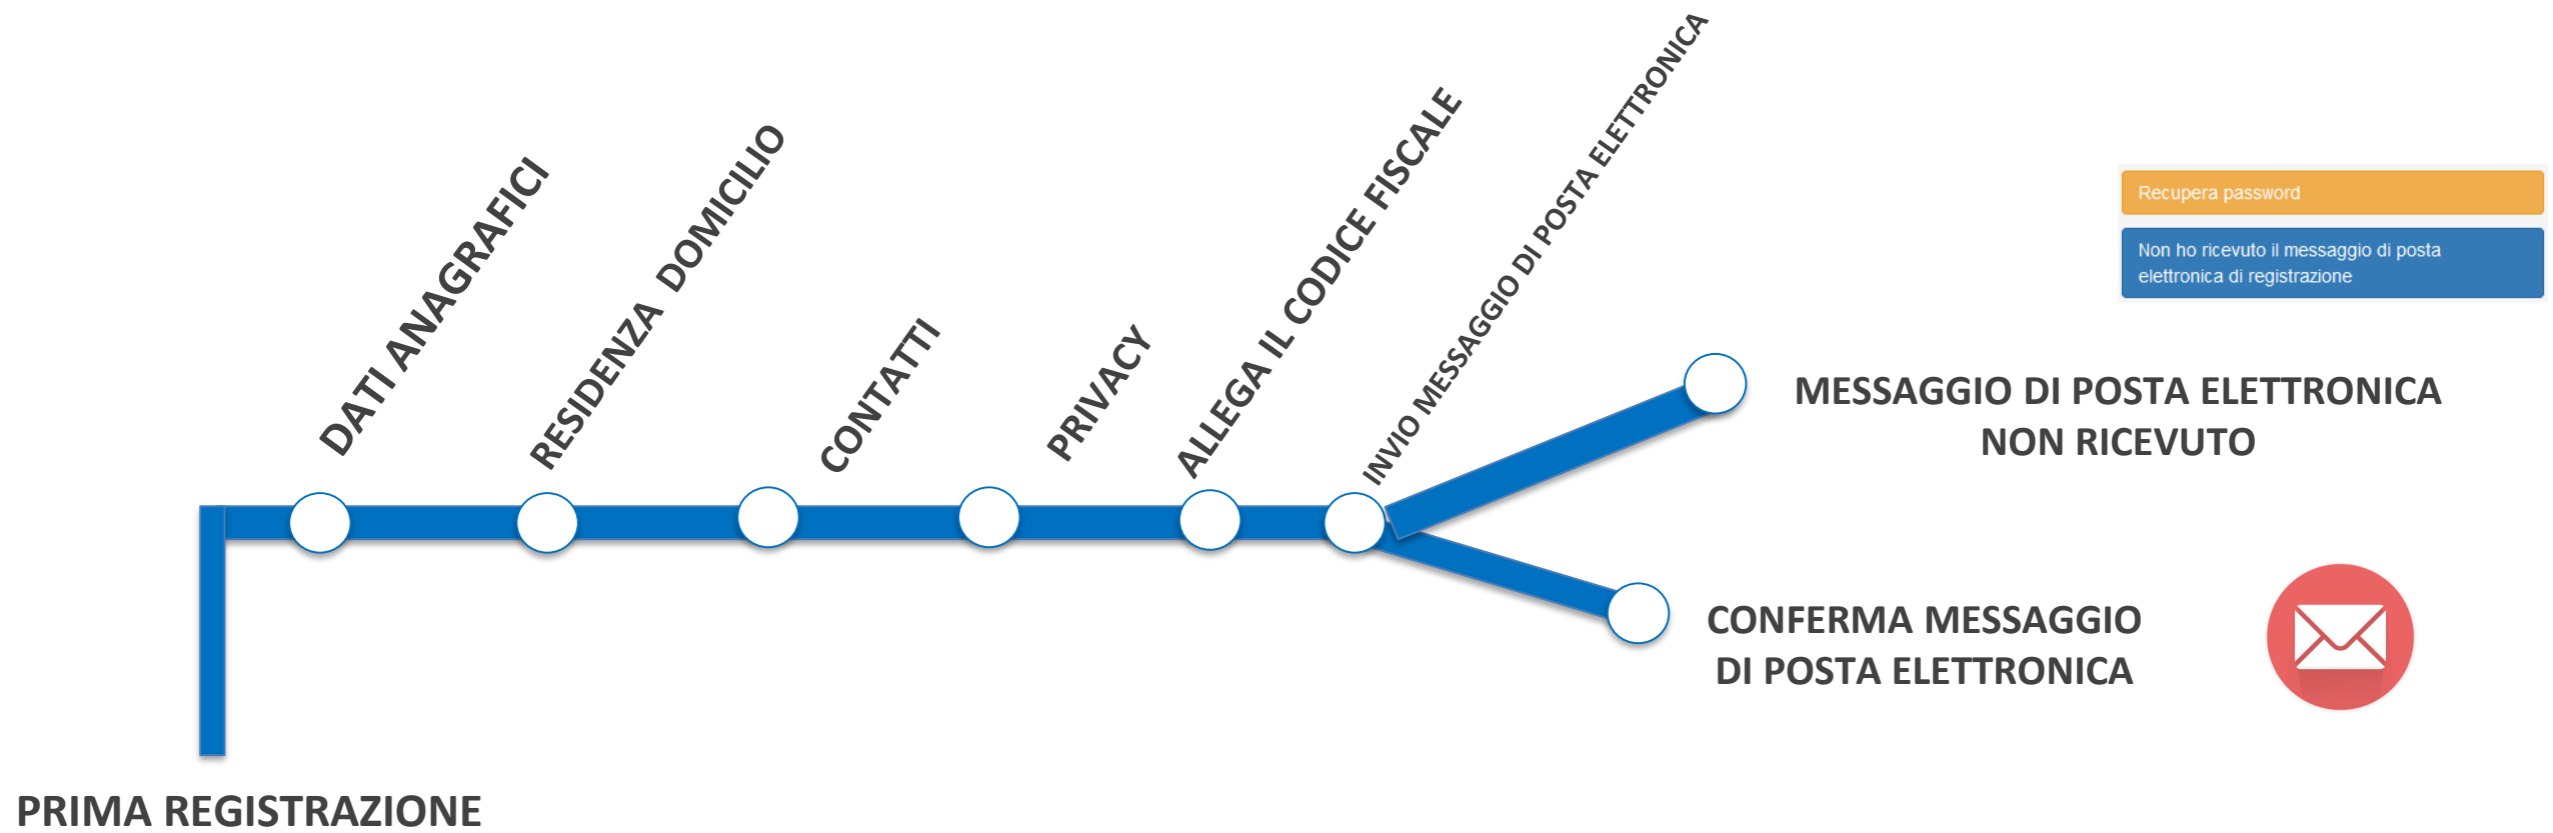 DATI ANAGRAFICI
RESIDENZA DOMICILIO
CONTATTI
PRIVACY
ALLEGA IL CODICE FISCALE
INVIO MESSAGGIO DI POSTA ELETTRONICA
Recupera password
Non ho ricevuto il messaggio di posta
elettronica di registrazione
MESSAGGIO DI POSTA ELETTRONICA
NON RICEVUTO
CONFERMA MESSAGGIO
DI POSTA ELETTRONICA
PRIMA REGISTRAZIONE